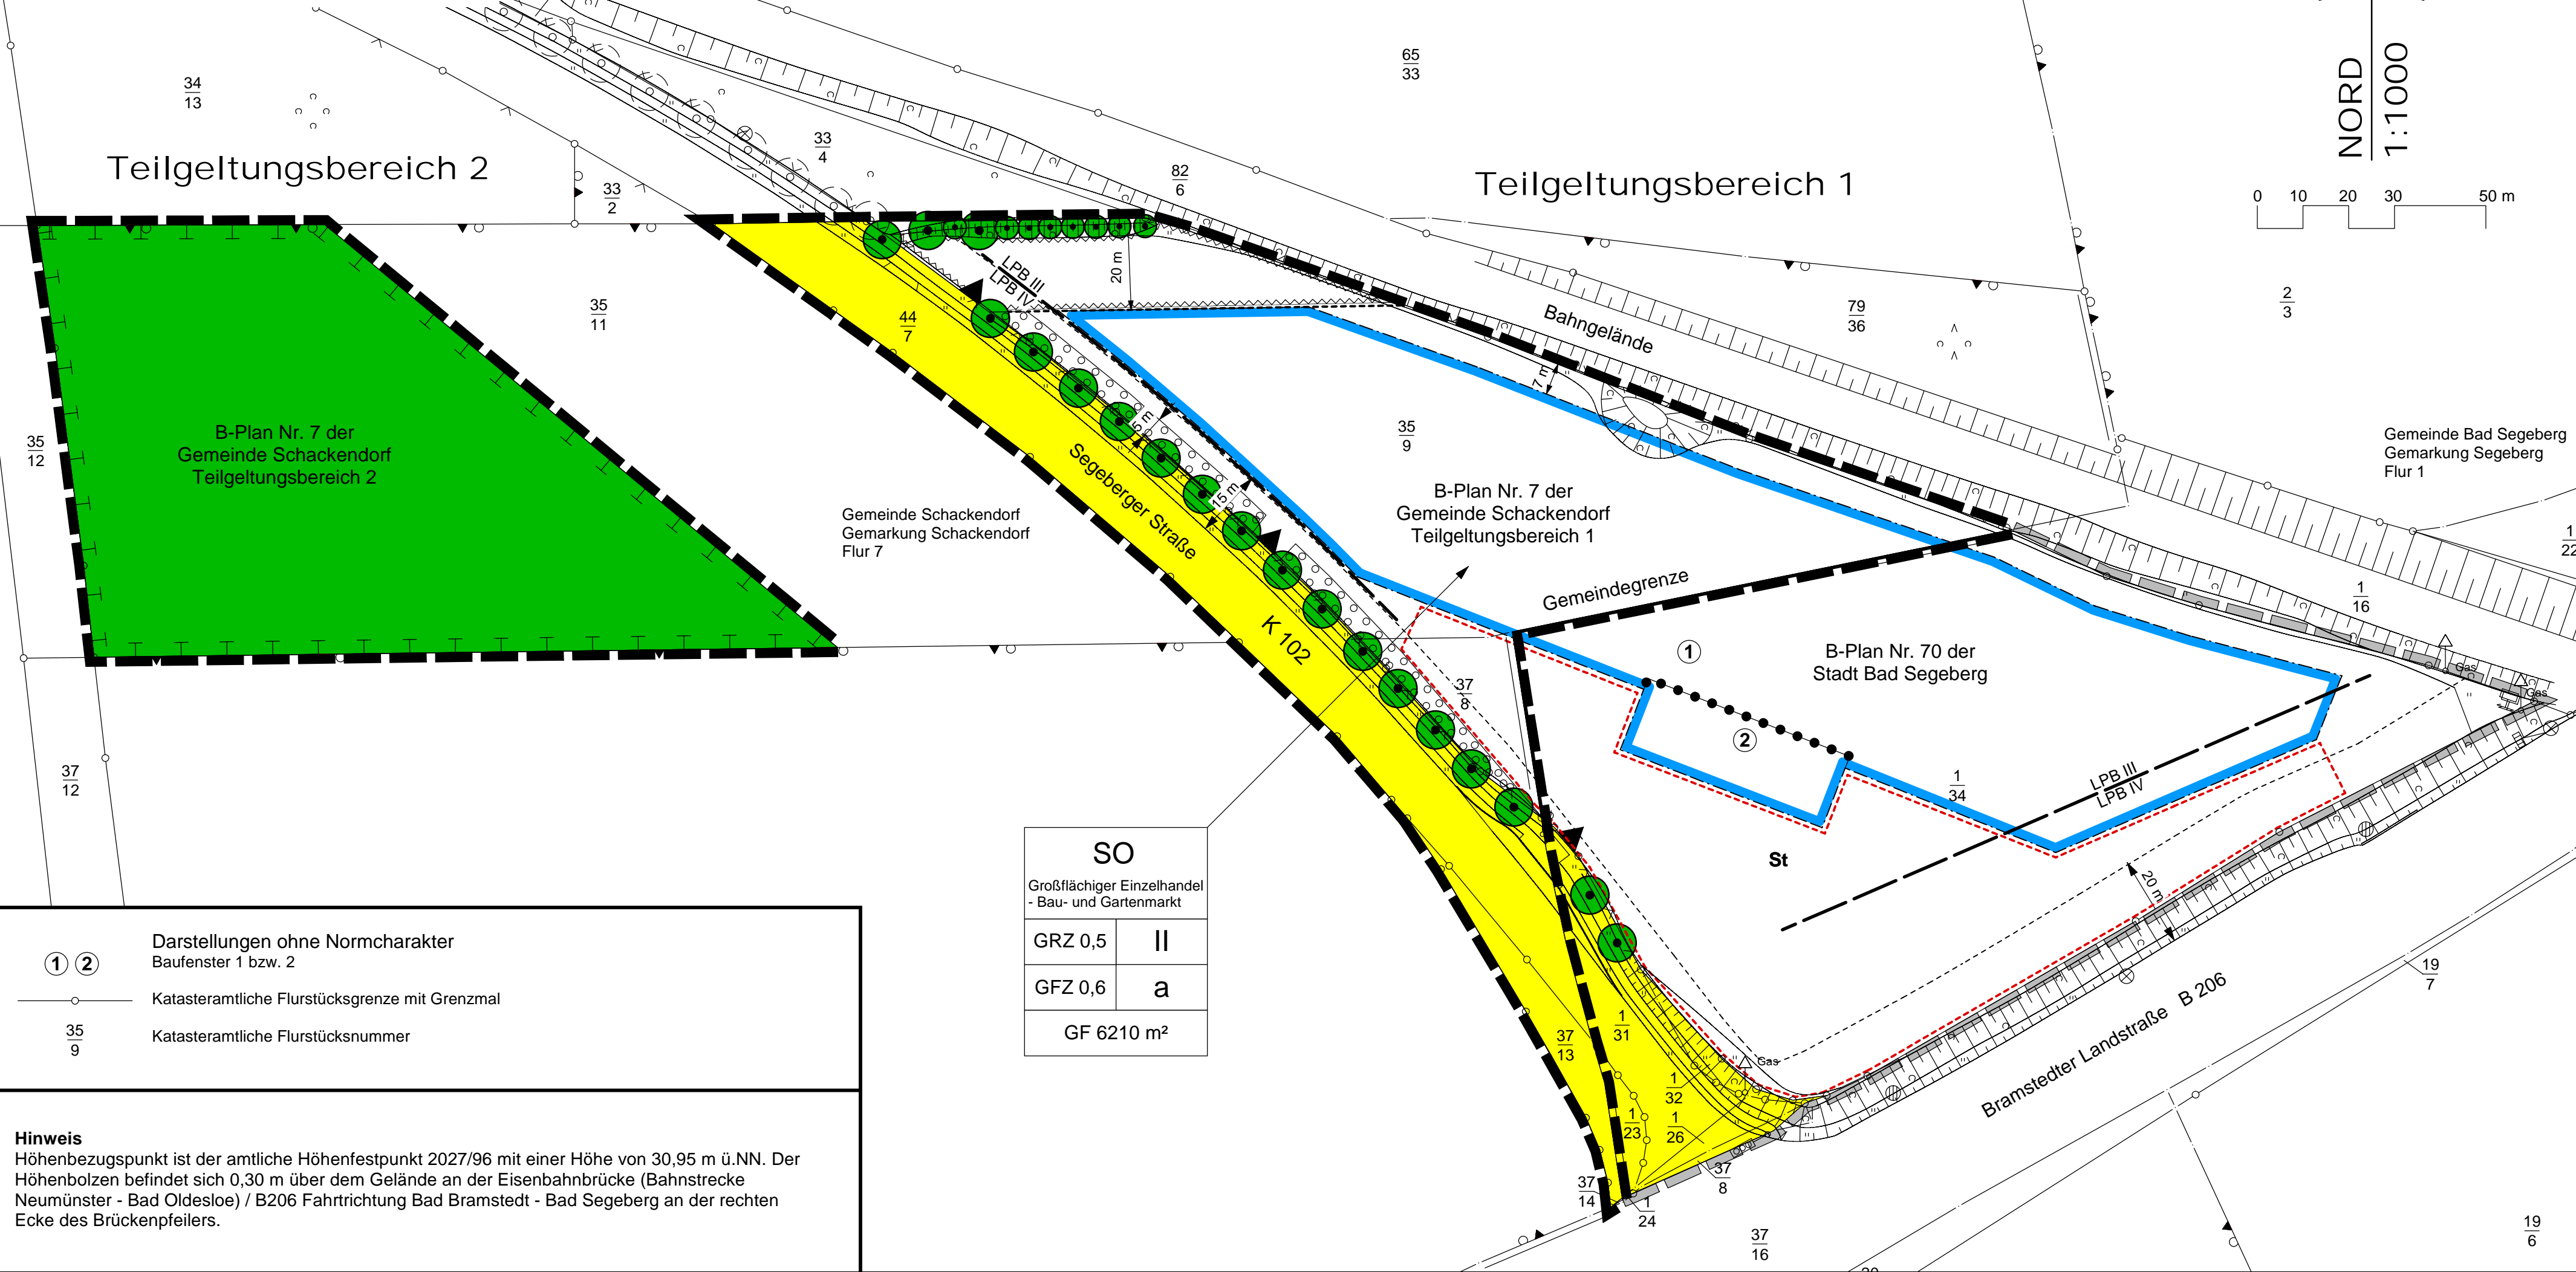 NORD
1:1000
0 10 20 30 50 m
65
33
34
13
33
4
82
6
Teilgeltungsbereich 2
Teilgeltungsbereich 1
33
2
LPB III
LPB IV
20 m
35
11
44
7
Bahngelände
79
36
2
3
7 m
B-Plan Nr. 7 der
Gemeinde Schackendorf
Teilgeltungsbereich 2
35
12
5 m
15 m
35
9
Gemeinde Bad Segeberg
Gemarkung Segeberg
Flur 1
Segeberger Straße
Gemeinde Schackendorf
Gemarkung Schackendorf
Flur 7
B-Plan Nr. 7 der
Gemeinde Schackendorf
Teilgeltungsbereich 1
1
22
Gemeindegrenze
1
16
K 102
1
B-Plan Nr. 70 der
Stadt Bad Segeberg
Gas
Gas
37
8
2
37
12
LPB III
LPB IV
1
34
St
20 m
SO
Großflächiger Einzelhandel
- Bau- und Gartenmarkt
GRZ 0,5 II
GFZ 0,6 a
GF 6210 m²
1 2
Darstellungen ohne Normcharakter
Baufenster 1 bzw. 2
Katasteramtliche Flurstücksgrenze mit Grenzmal
35
9
Katasteramtliche Flurstücksnummer
19
7
Bramstedter Landstraße B 206
37
13
1
31
Gas
1
32
1
23
1
26
37
8
37
14
1
24
37
16
19
6
Hinweis
Höhenbezugspunkt ist der amtliche Höhenfestpunkt 2027/96 mit einer Höhe von 30,95 m ü.NN. Der
Höhenbolzen befindet sich 0,30 m über dem Gelände an der Eisenbahnbrücke (Bahnstrecke
Neumünster - Bad Oldesloe) / B206 Fahrtrichtung Bad Bramstedt - Bad Segeberg an der rechten
Ecke des Brückenpfeilers.